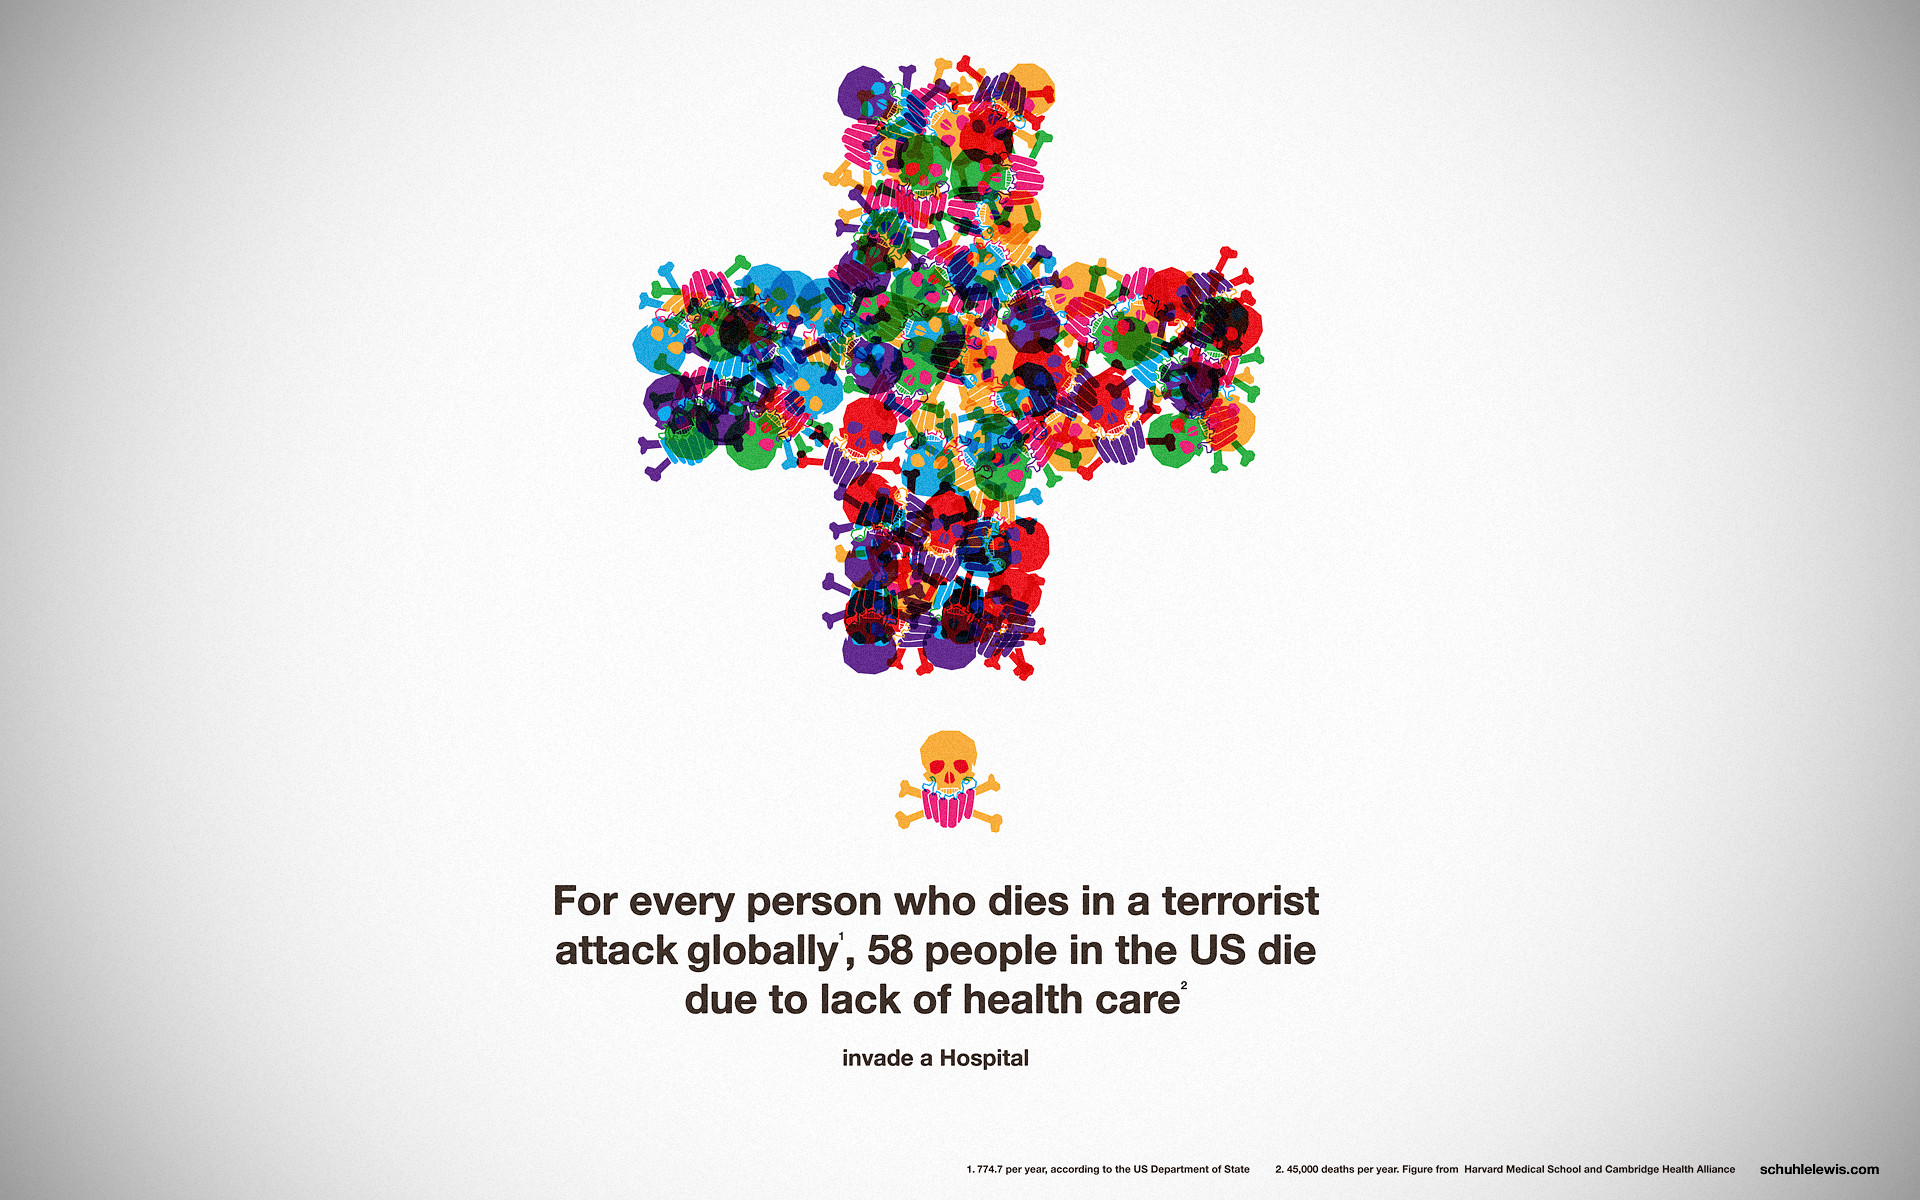 For every person who dies in a terrorist
attack globally¹, 58 people in the US die
due to lack of health care²
invade a Hospital
1. 774.7 per year, according to the US Department of State
2. 45,000 deaths per year. Figure from Harvard Medical School and Cambridge Health Alliance
schuhlelewis.com